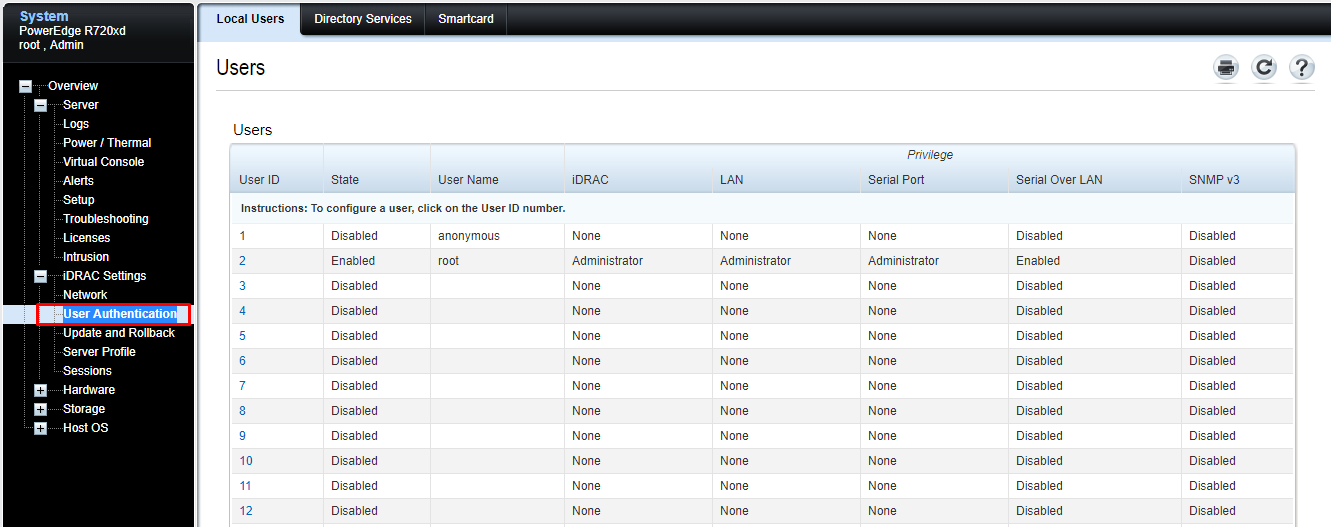 System
PowerEdge R720xd
root , Admin
Overview
Server
Logs
Power / Thermal
Virtual Console
Alerts
Setup
Troubleshooting
Licenses
Intrusion
iDRAC Settings
Network
User Authentication
Update and Rollback
Server Profile
Sessions
Hardware
Storage
Host OS
Local Users Directory Services Smartcard
Users
Users
Privilege
User ID State User Name iDRAC LAN Serial Port Serial Over LAN SNMP v3
Instructions: To configure a user, click on the User ID number.
1 Disabled anonymous None None None Disabled Disabled
2 Enabled root Administrator Administrator Administrator Enabled Disabled
3 Disabled None None None Disabled Disabled
4 Disabled None None None Disabled Disabled
5 Disabled None None None Disabled Disabled
6 Disabled None None None Disabled Disabled
7 Disabled None None None Disabled Disabled
8 Disabled None None None Disabled Disabled
9 Disabled None None None Disabled Disabled
10 Disabled None None None Disabled Disabled
11 Disabled None None None Disabled Disabled
12 Disabled None None None Disabled Disabled